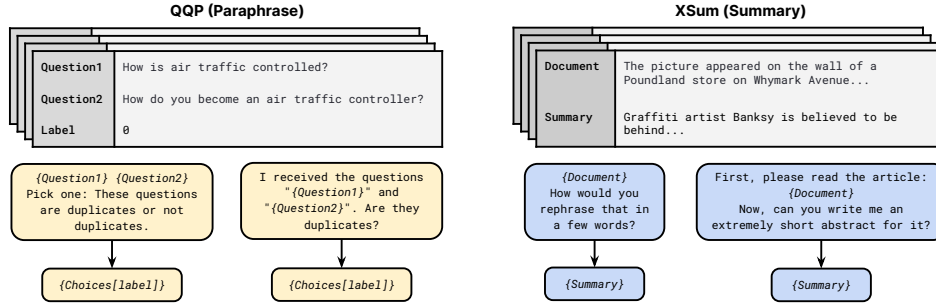 QQP (Paraphrase)
Question1 How is air traffic controlled?
Question2 How do you become an air traffic controller?
Label 0
{Question1} {Question2}
Pick one: These questions
are duplicates or not
duplicates.
{Choices[label]}
I received the questions
"{Question1}" and
"{Question2}". Are they
duplicates?
{Choices[label]}
XSum (Summary)
Document The picture appeared on the wall of a
Poundland store on Whymark Avenue...
Summary Graffiti artist Banksy is believed to be
behind...
{Document}
How would you
rephrase that in
a few words?
{Summary}
First, please read the article:
{Document}
Now, can you write me an
extremely short abstract for it?
{Summary}